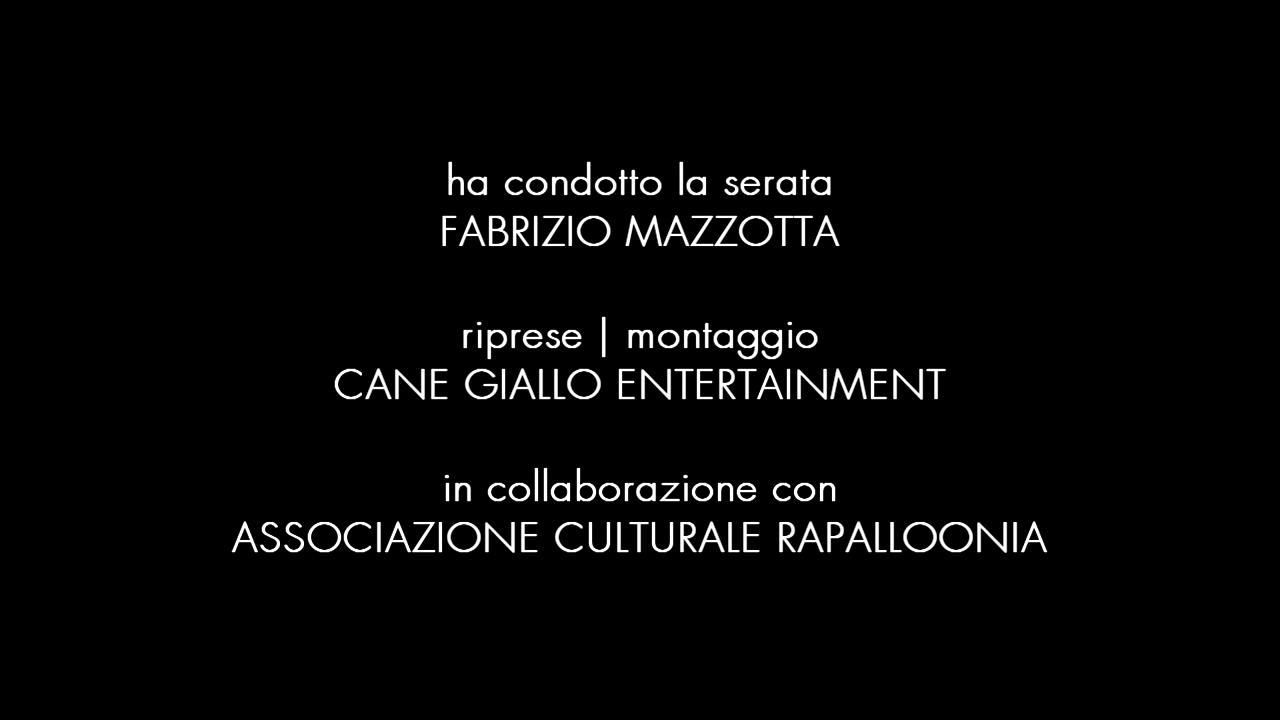 ha condotto la serata
FABRIZIO MAZZOTTA
riprese | montaggio
CANE GIALLO ENTERTAINMENT
in collaborazione con
ASSOCIAZIONE CULTURALE RAPALLOONIA